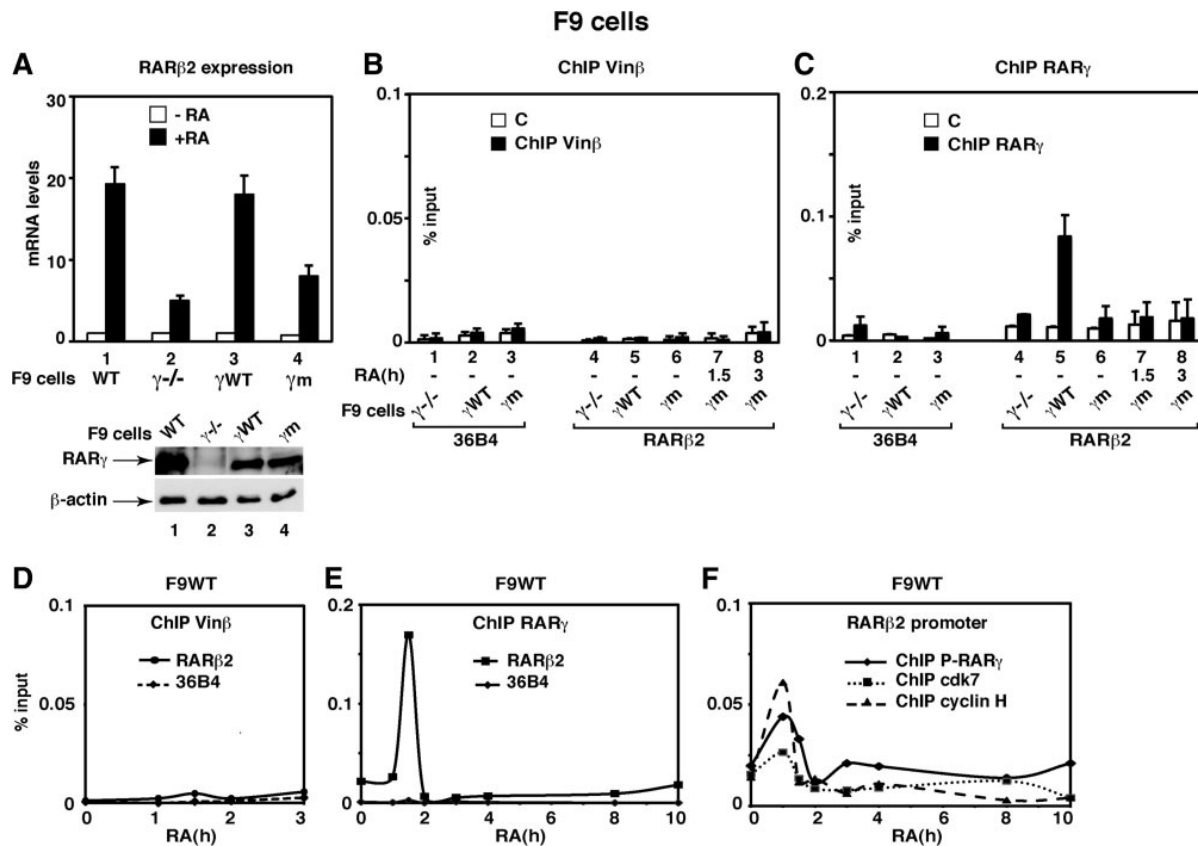 F9 cells
A
RARβ2 expression
30
20
10
0
mRNA levels
- RA
+RA
1 2 3 4
F9 cells WT γ-/- γWT γm
F9 cells WT γ-/- γWT γm
RARγ
β-actin
1 2 3 4
B
ChIP Vinβ
0.1
0.05
0
% input
C
ChIP Vinβ
1 2 3 4 5 6 7 8
RA(h) - - - - - - 1.5 3
F9 cells γ-/- γWT γm γ-/- γWT γm γm γm
36B4 RARβ2
C
ChIP RARγ
0.2
0.1
0
% input
C
ChIP RARγ
1 2 3 4 5 6 7 8
- - - - - - 1.5 3
γ-/- γWT γm γ-/- γWT γm γm γm
36B4 RARβ2
D
F9WT
0.1
0.05
0
% input
ChIP Vinβ
RARβ2
36B4
0 1 2 3
RA(h)
E
F9WT
0.2
0.1
0
ChIP RARγ
RARβ2
36B4
0 2 4 6 8 10
RA(h)
F
F9WT
0.1
0.05
0
RARβ2 promoter
ChIP P-RARγ
ChIP cdk7
ChIP cyclin H
0 2 4 6 8 10
RA(h)